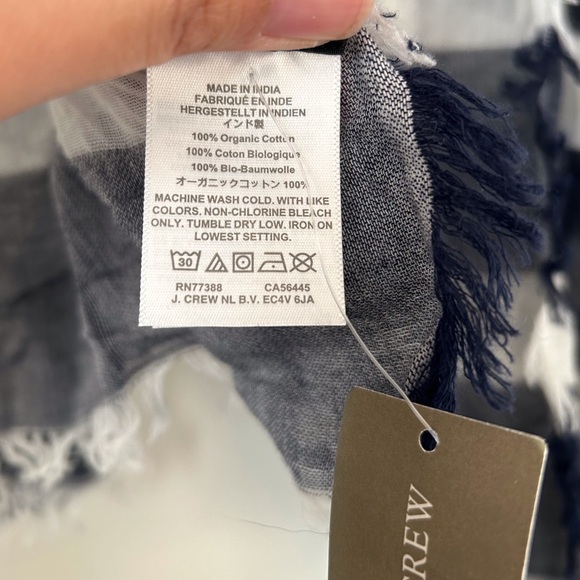 MADE IN INDIA
FABRIQUÉ EN INDE
HERGESTELLT IN INDIEN
インド製
100% Organic Cotton
100% Coton Biologique
100% Bio-Baumwolle
オーガニックコットン 100%
MACHINE WASH COLD. WITH LIKE
COLORS. NON-CHLORINE BLEACH
ONLY. TUMBLE DRY LOW. IRON ON
LOWEST SETTING.
30
RN77388 CA56445
J. CREW NL B.V. EC4V 6JA
CREW